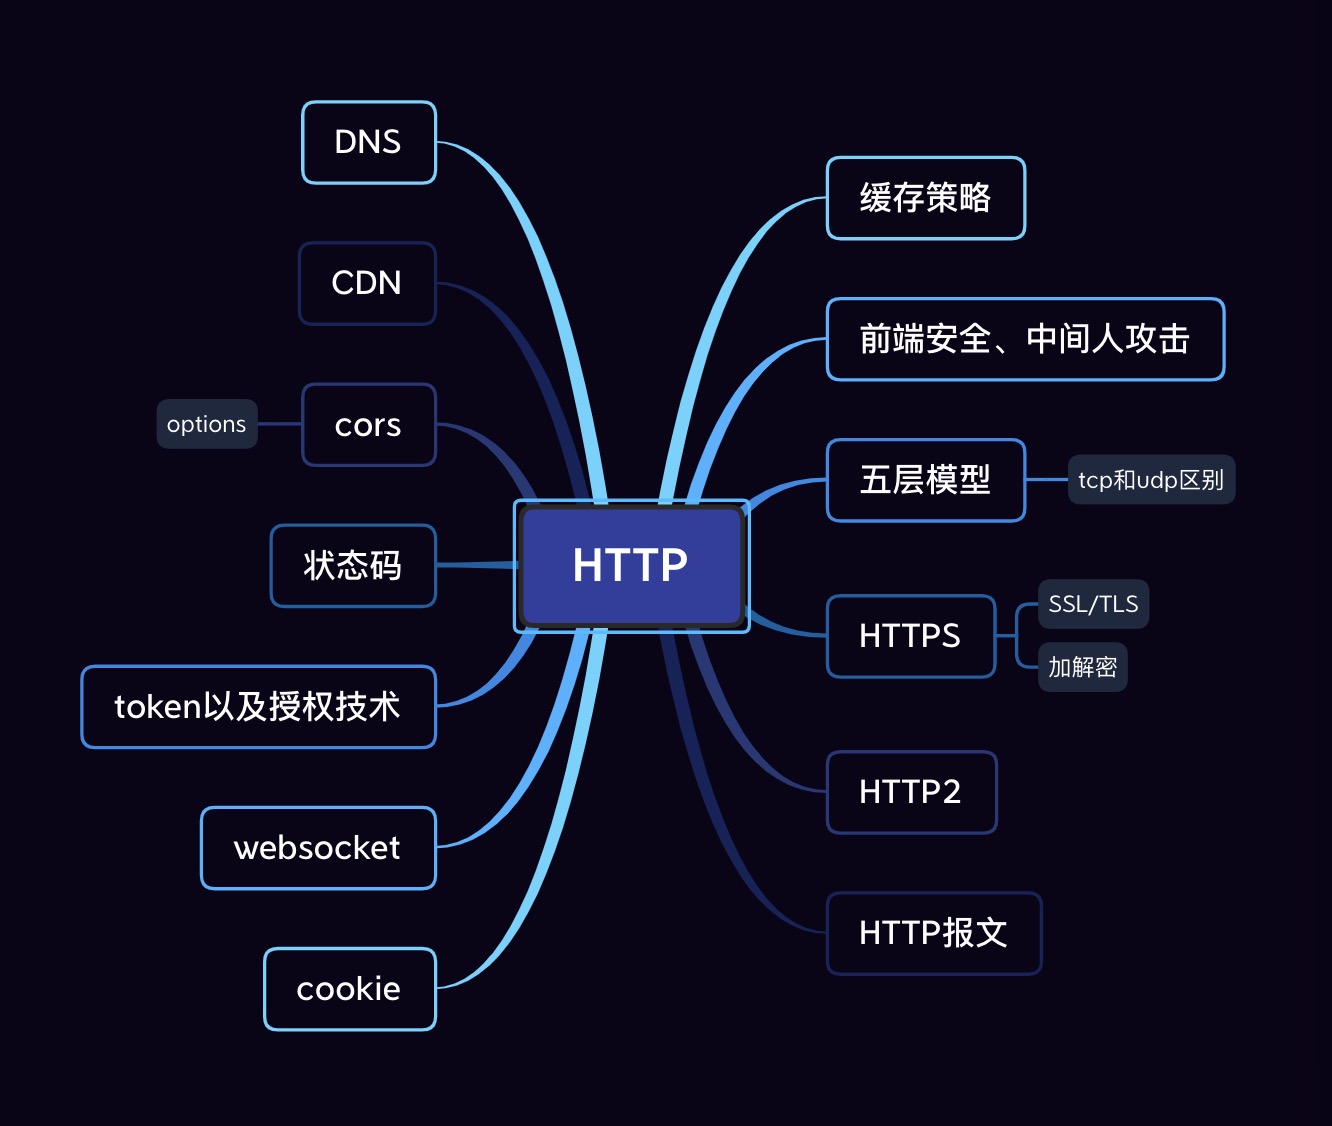 DNS
CDN
options
cors
状态码
token以及授权技术
websocket
cookie
HTTP
缓存策略
前端安全、中间人攻击
五层模型
tcp和udp区别
HTTPS
SSL/TLS
加解密
HTTP2
HTTP报文